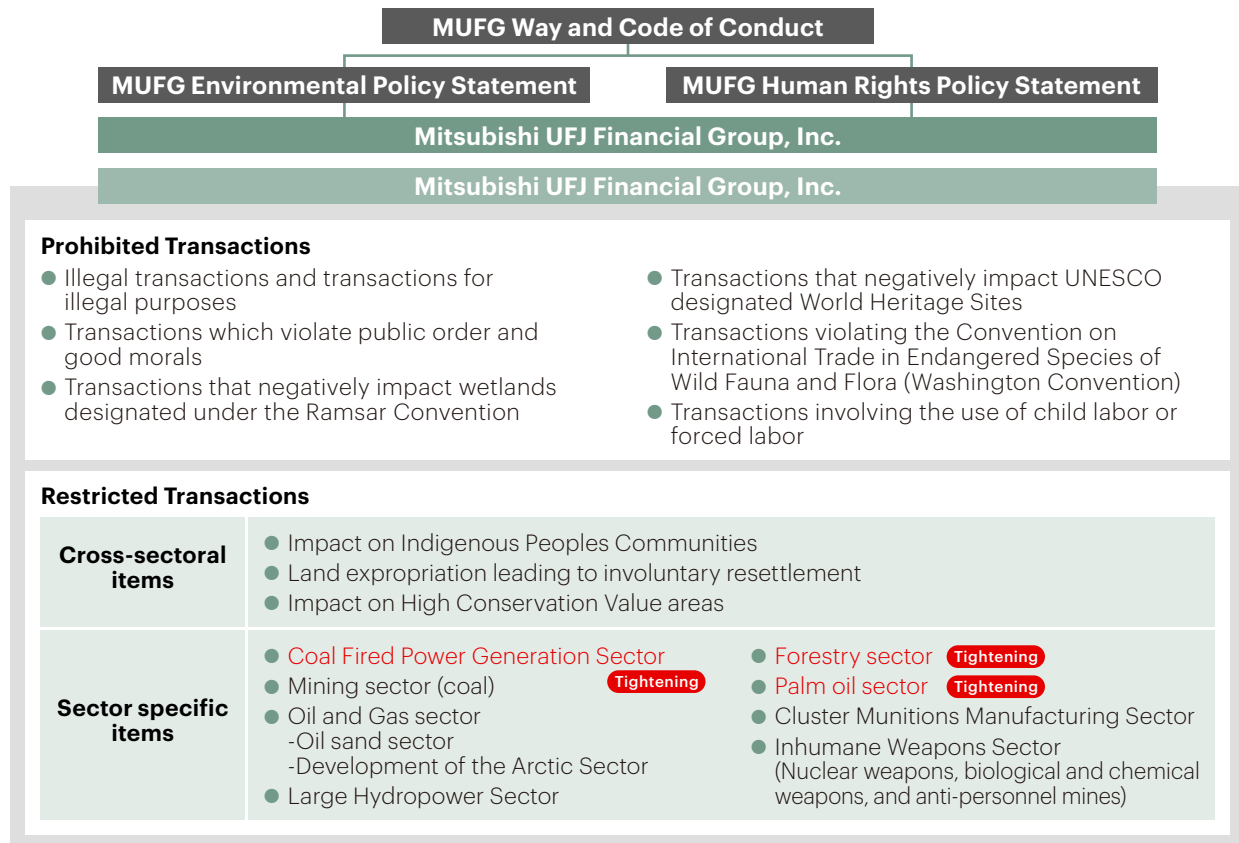 MUFG Way and Code of Conduct
MUFG Environmental Policy Statement
MUFG Human Rights Policy Statement
Mitsubishi UFJ Financial Group, Inc.
Mitsubishi UFJ Financial Group, Inc.
Prohibited Transactions
● Illegal transactions and transactions for
illegal purposes
● Transactions which violate public order and
good morals
● Transactions that negatively impact wetlands
designated under the Ramsar Convention
● Transactions that negatively impact UNESCO
designated World Heritage Sites
● Transactions violating the Convention on
International Trade in Endangered Species of
Wild Fauna and Flora (Washington Convention)
● Transactions involving the use of child labor or
forced labor
Restricted Transactions
Cross-sectoral
items
● Impact on Indigenous Peoples Communities
● Land expropriation leading to involuntary resettlement
● Impact on High Conservation Value areas
Sector specific
items
● Coal Fired Power Generation Sector
Tightening
● Mining sector (coal)
● Oil and Gas sector
-Oil sand sector
-Development of the Arctic Sector
● Large Hydropower Sector
● Forestry sector Tightening
● Palm oil sector Tightening
● Cluster Munitions Manufacturing Sector
● Inhumane Weapons Sector
(Nuclear weapons, biological and chemical
weapons, and anti-personnel mines)